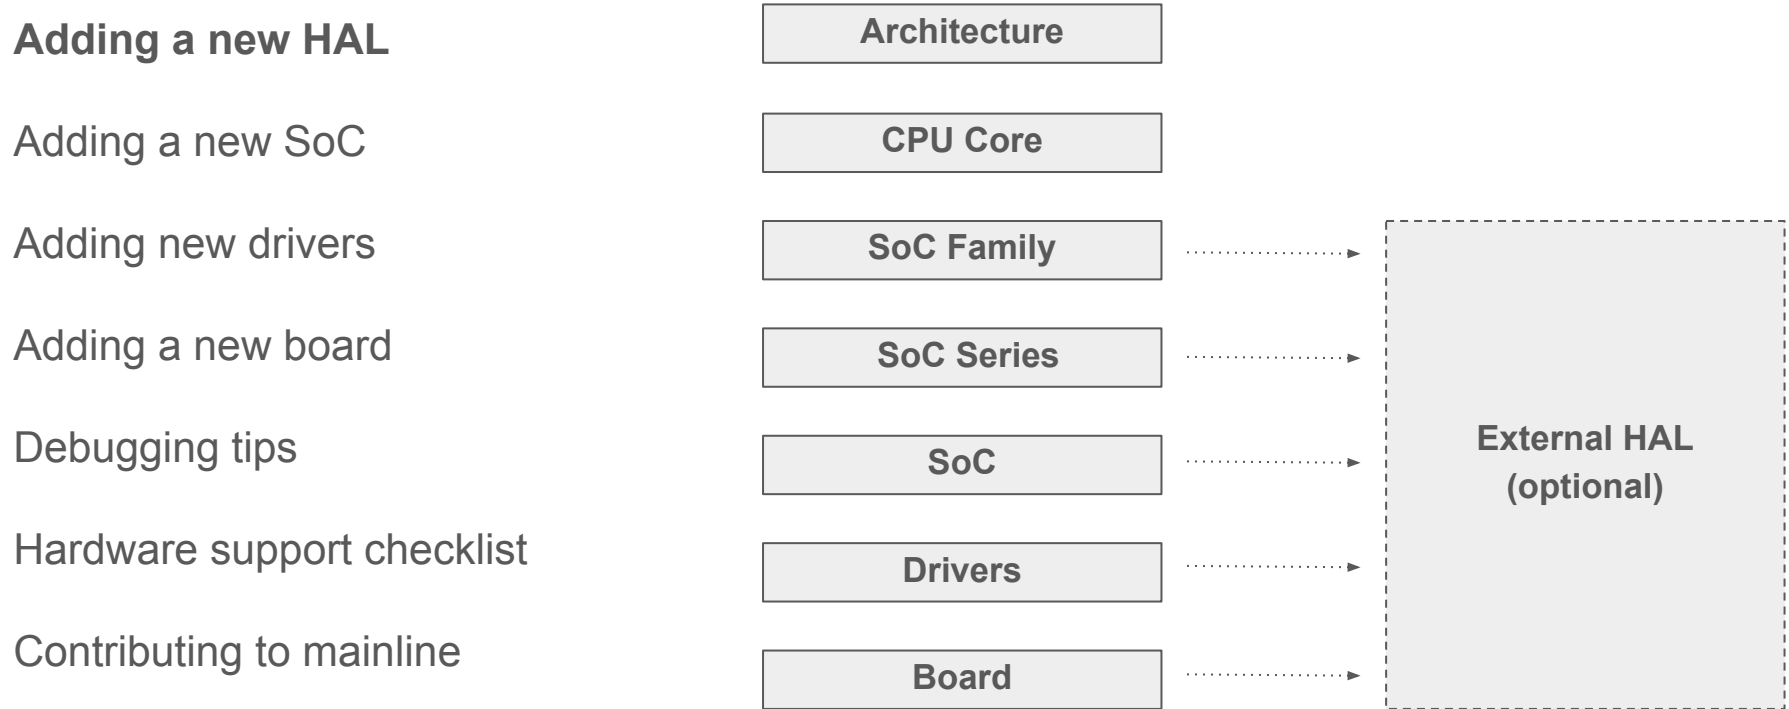 Adding a new HAL
Adding a new SoC
Adding new drivers
Adding a new board
Debugging tips
Hardware support checklist
Contributing to mainline
Architecture
CPU Core
SoC Family
SoC Series
SoC
Drivers
Board
External HAL
(optional)